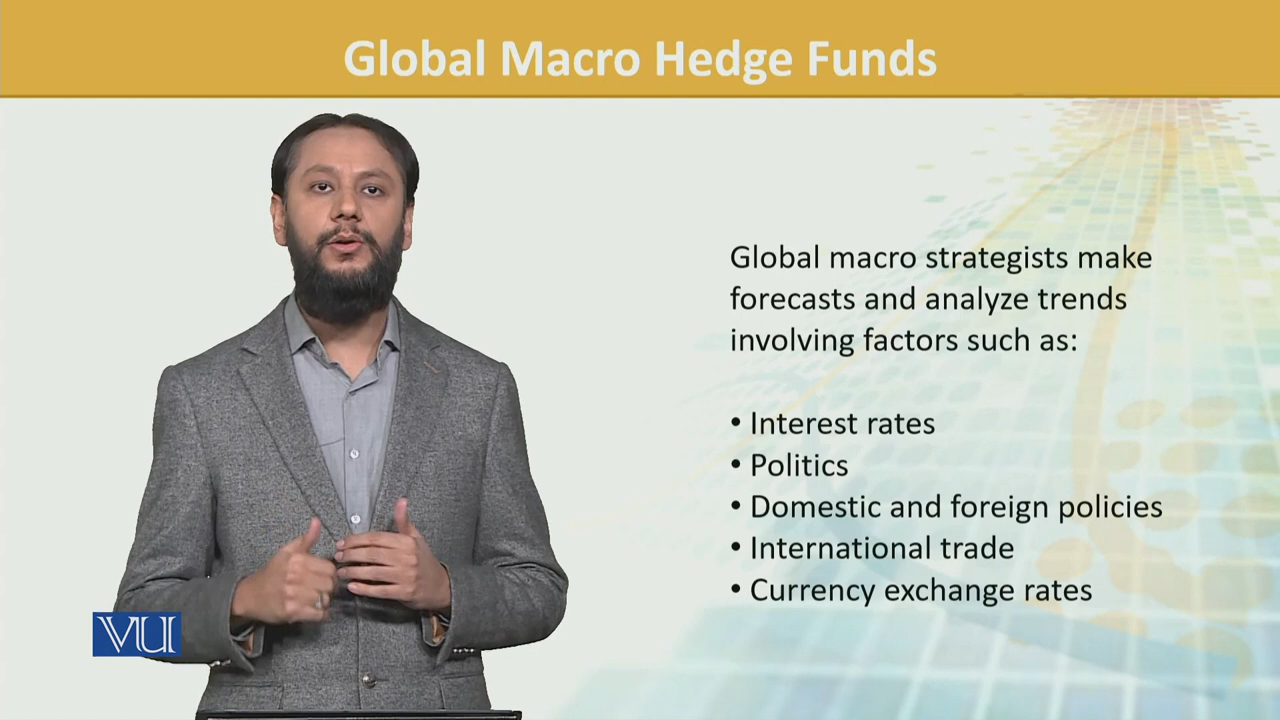 Global Macro Hedge Funds
Global macro strategists make
forecasts and analyze trends
involving factors such as:
• Interest rates
• Politics
• Domestic and foreign policies
• International trade
• Currency exchange rates
VU